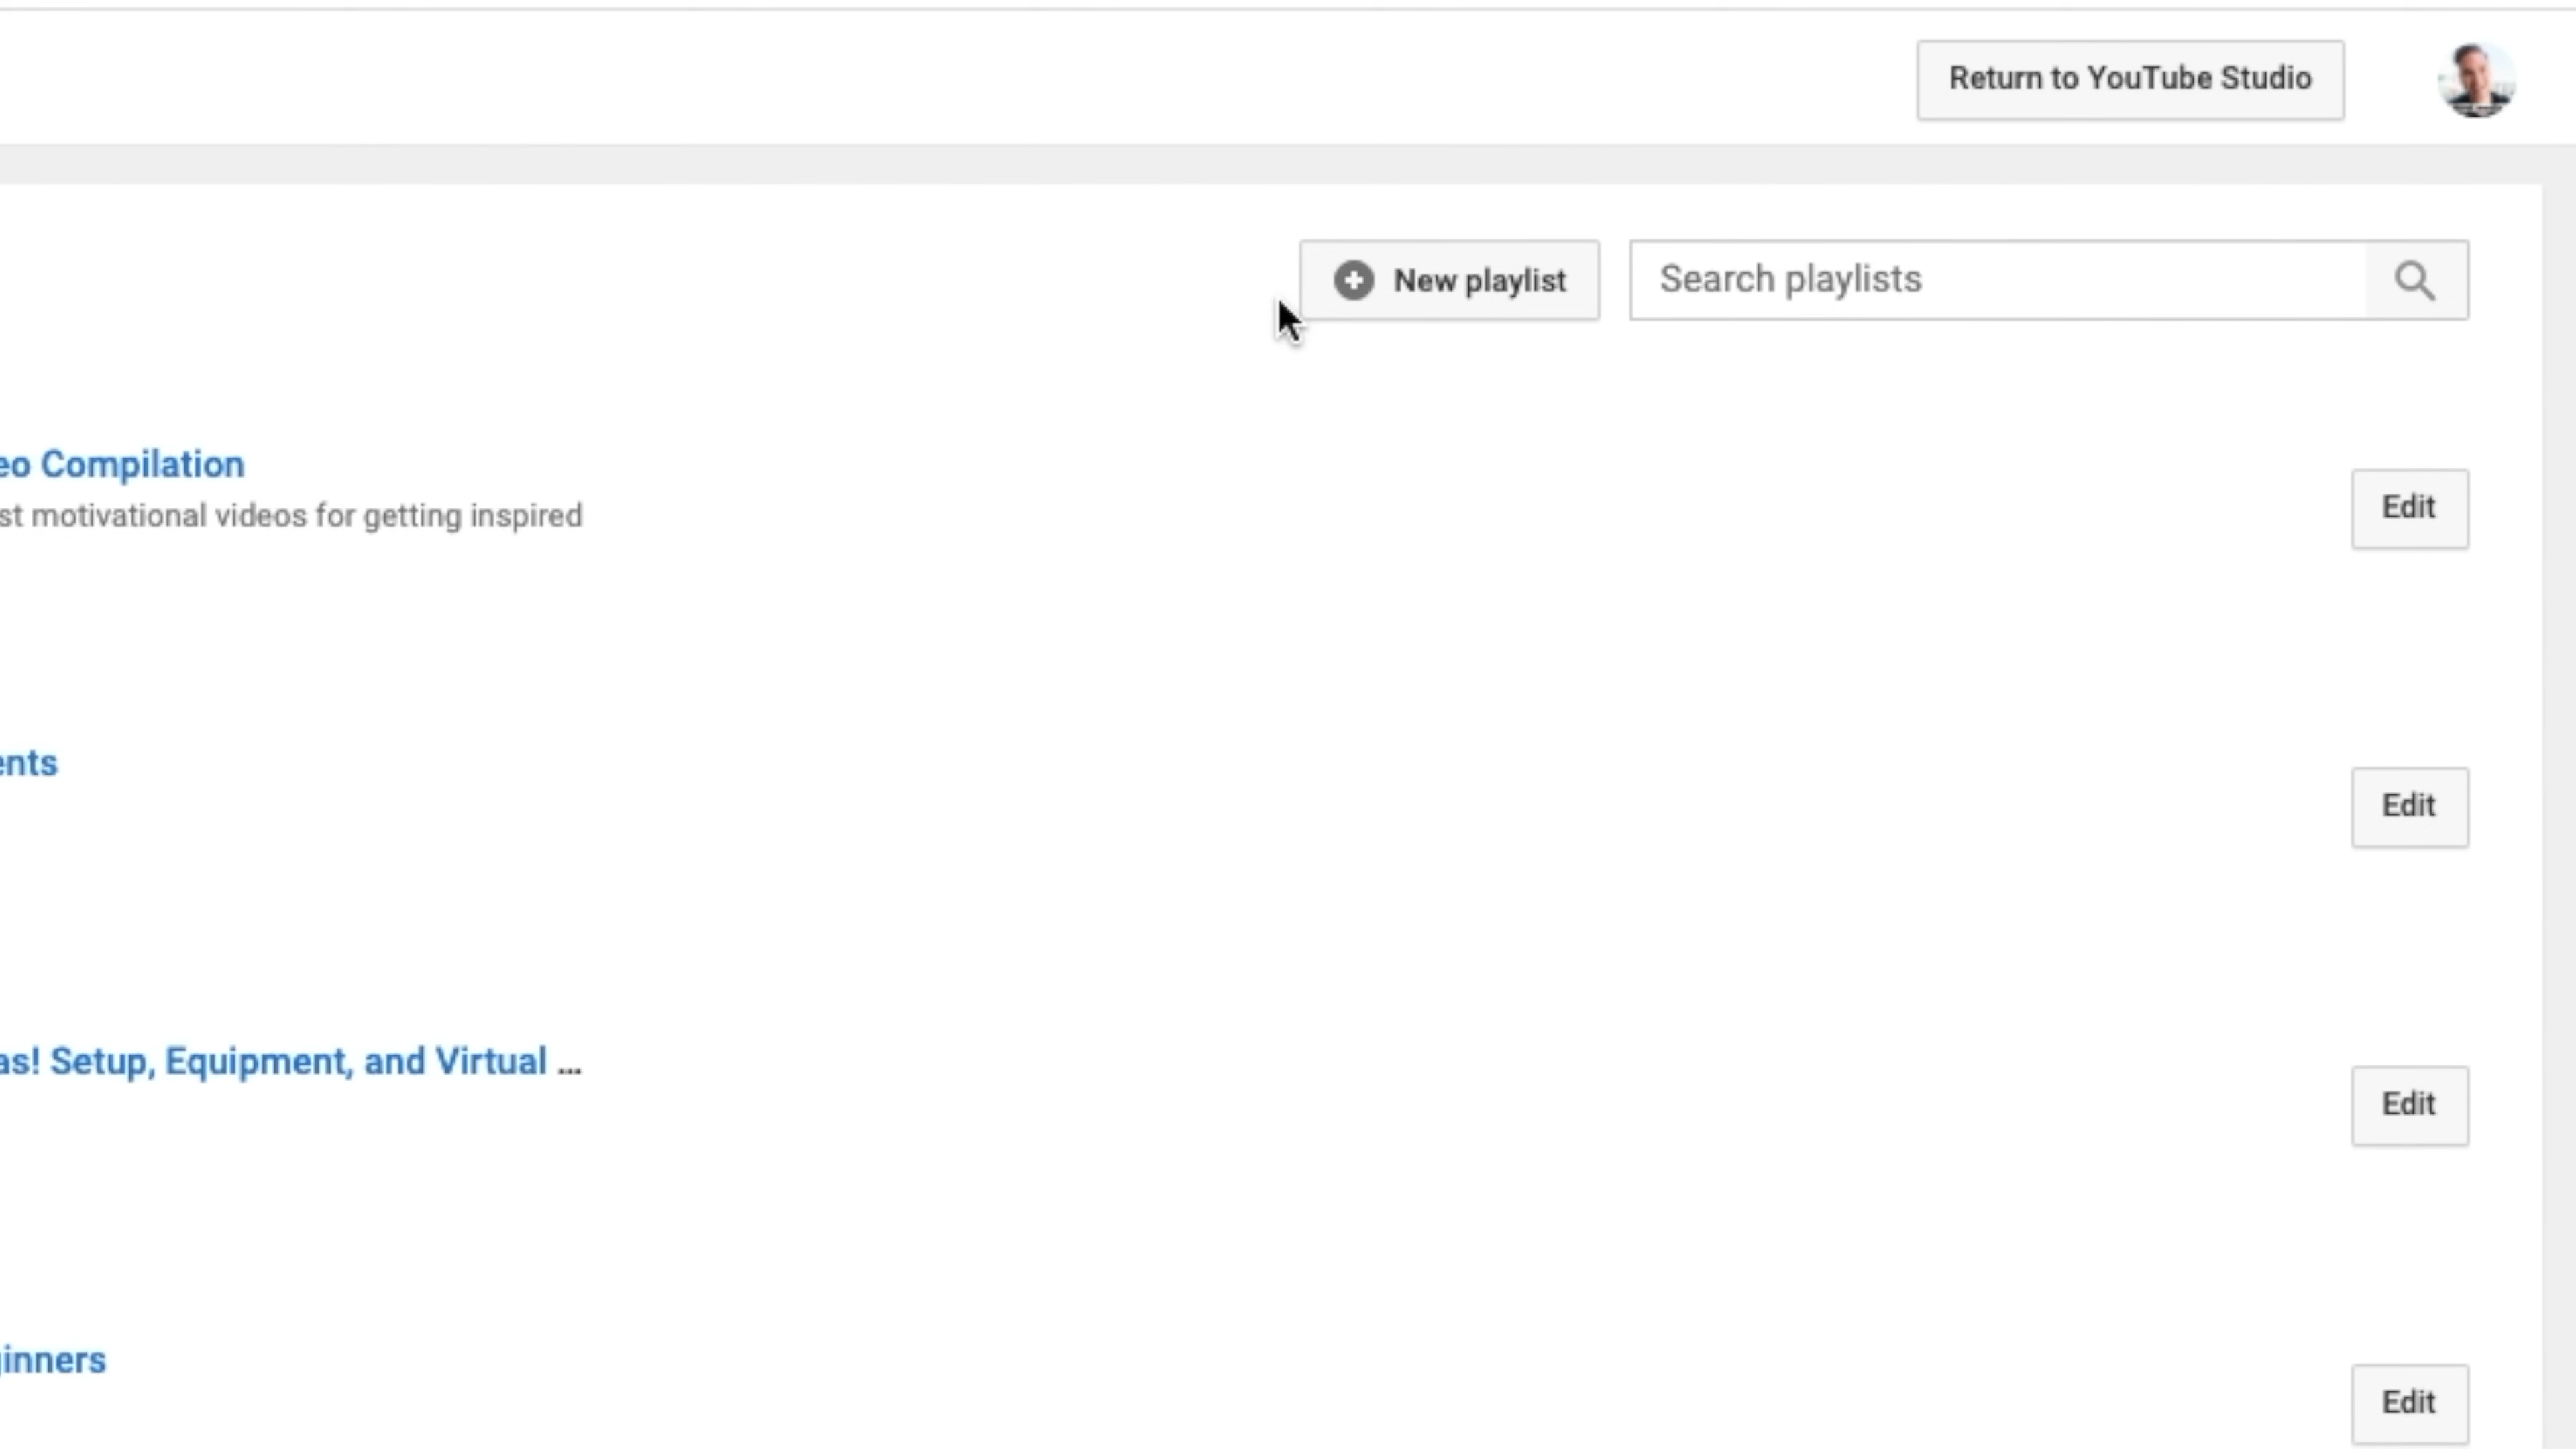 Return to YouTube Studio
New playlist
Search playlists
eo Compilation
st motivational videos for getting inspired
Edit
ents
Edit
as! Setup, Equipment, and Virtual ...
Edit
ginners
Edit